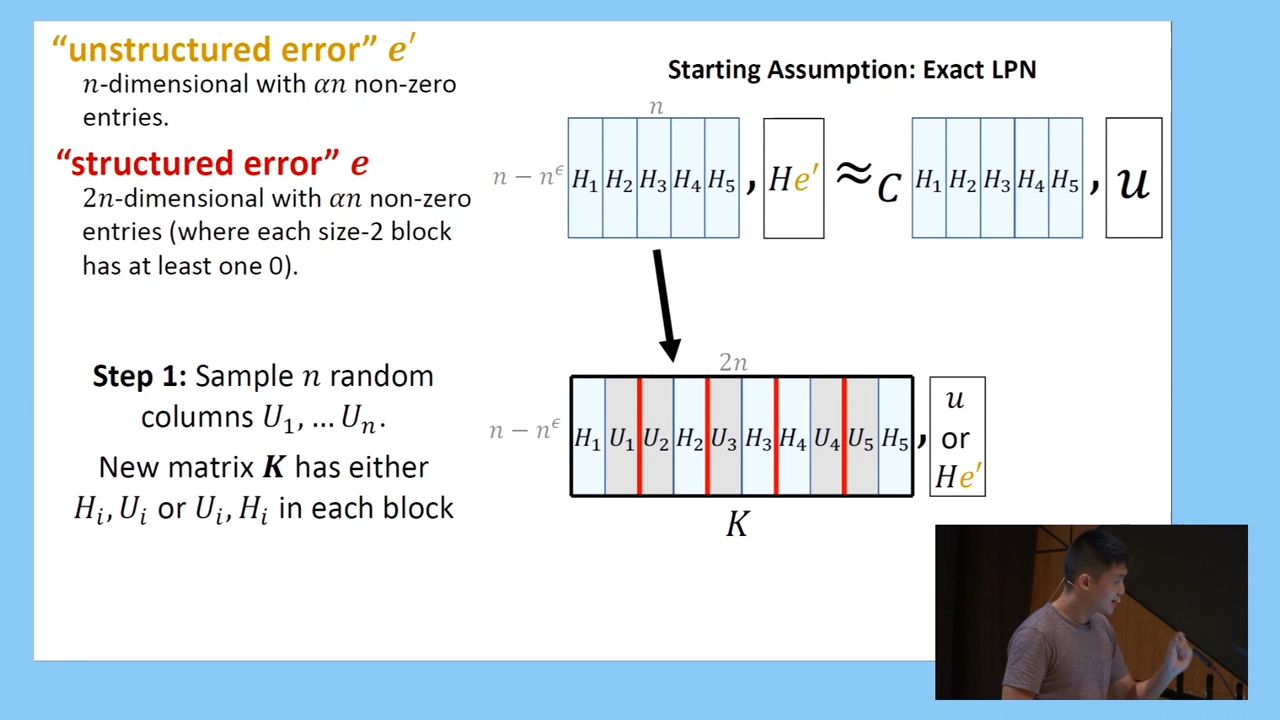 “unstructured error” e′
n-dimensional with αn non-zero
entries.
“structured error” e
2n-dimensional with αn non-zero
entries (where each size-2 block
has at least one 0).
Starting Assumption: Exact LPN
n
n − n^ϵ H₁ H₂ H₃ H₄ H₅ , He′ ≈C H₁ H₂ H₃ H₄ H₅ , u
Step 1: Sample n random
columns U₁, … Uₙ.
New matrix K has either
Hᵢ, Uᵢ or Uᵢ, Hᵢ in each block
2n
n − n^ϵ H₁ U₁ U₂ H₂ U₃ H₃ H₄ U₄ U₅ H₅ ,
u
or
He′
K